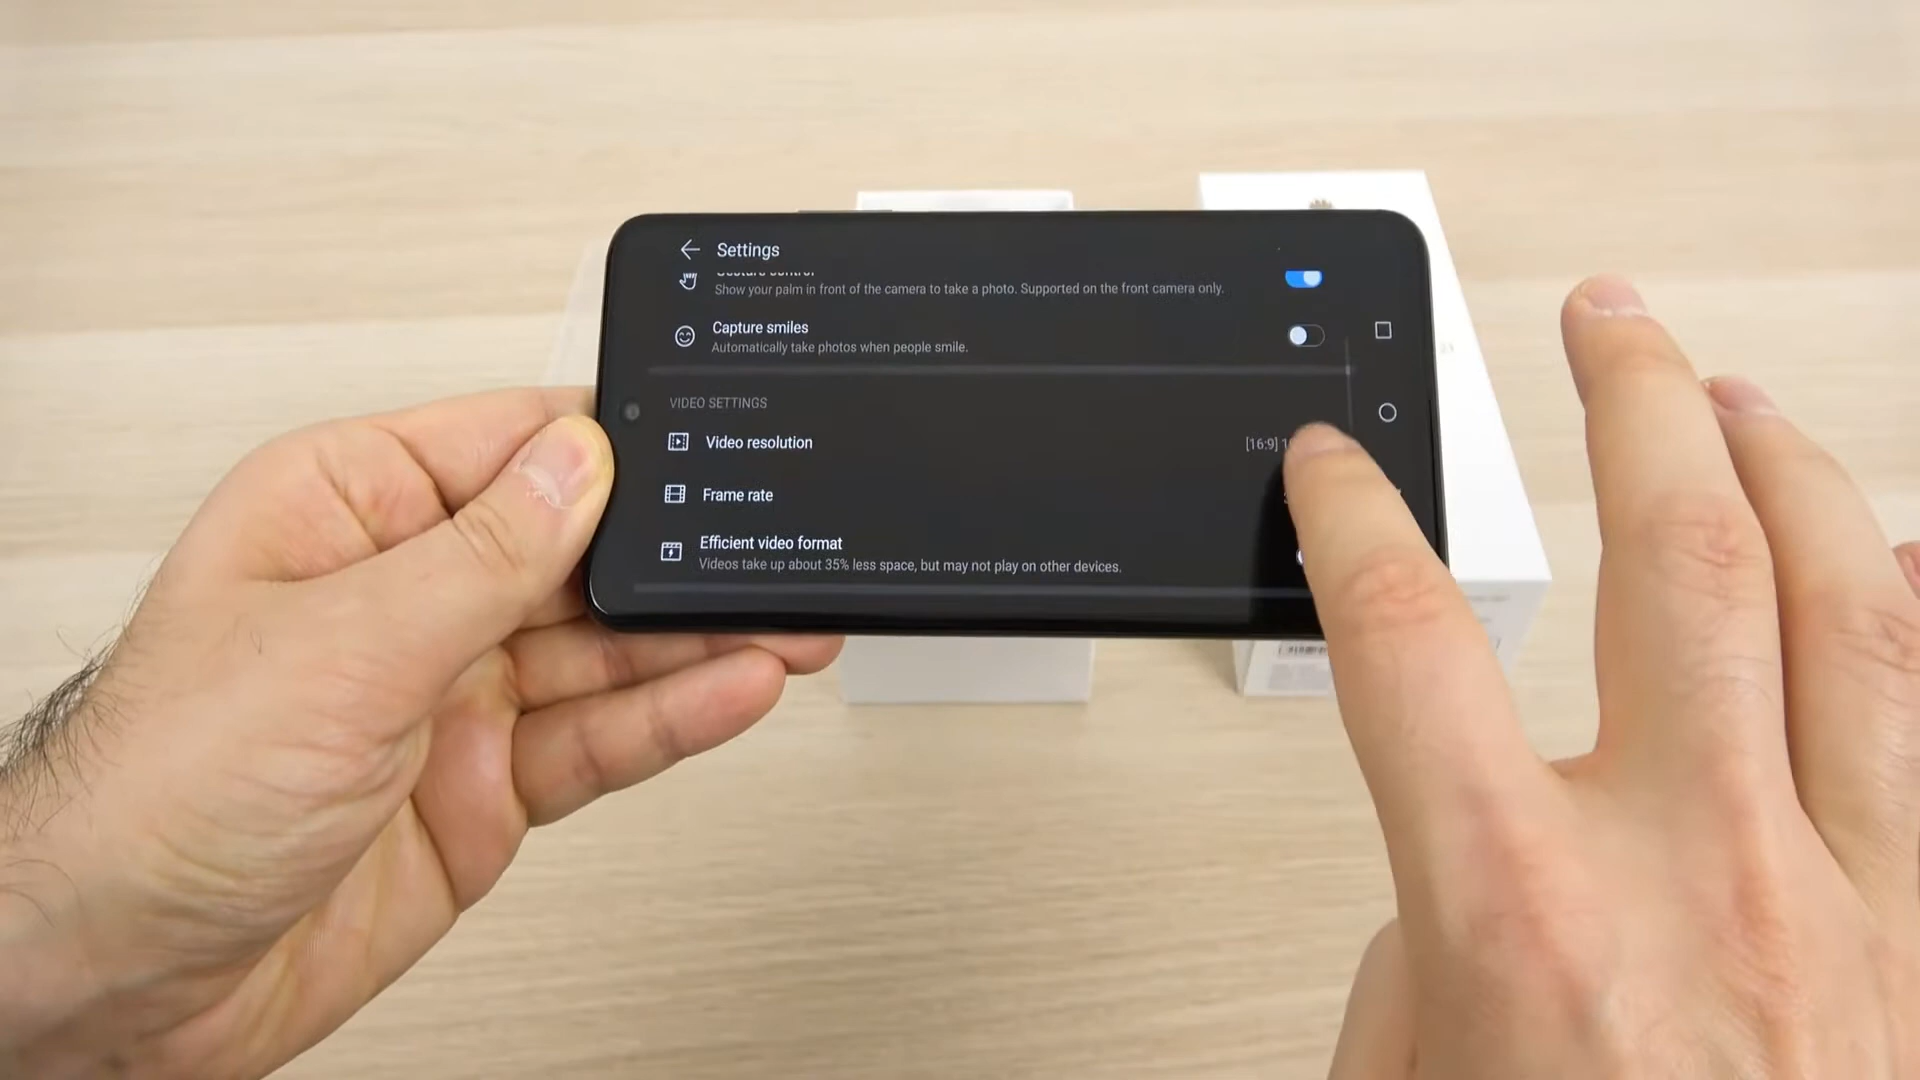 Settings
Gesture control
Show your palm in front of the camera to take a photo. Supported on the front camera only.
Capture smiles
Automatically take photos when people smile.
VIDEO SETTINGS
Video resolution
[16:9]
Frame rate
Efficient video format
Videos take up about 35% less space, but may not play on other devices.